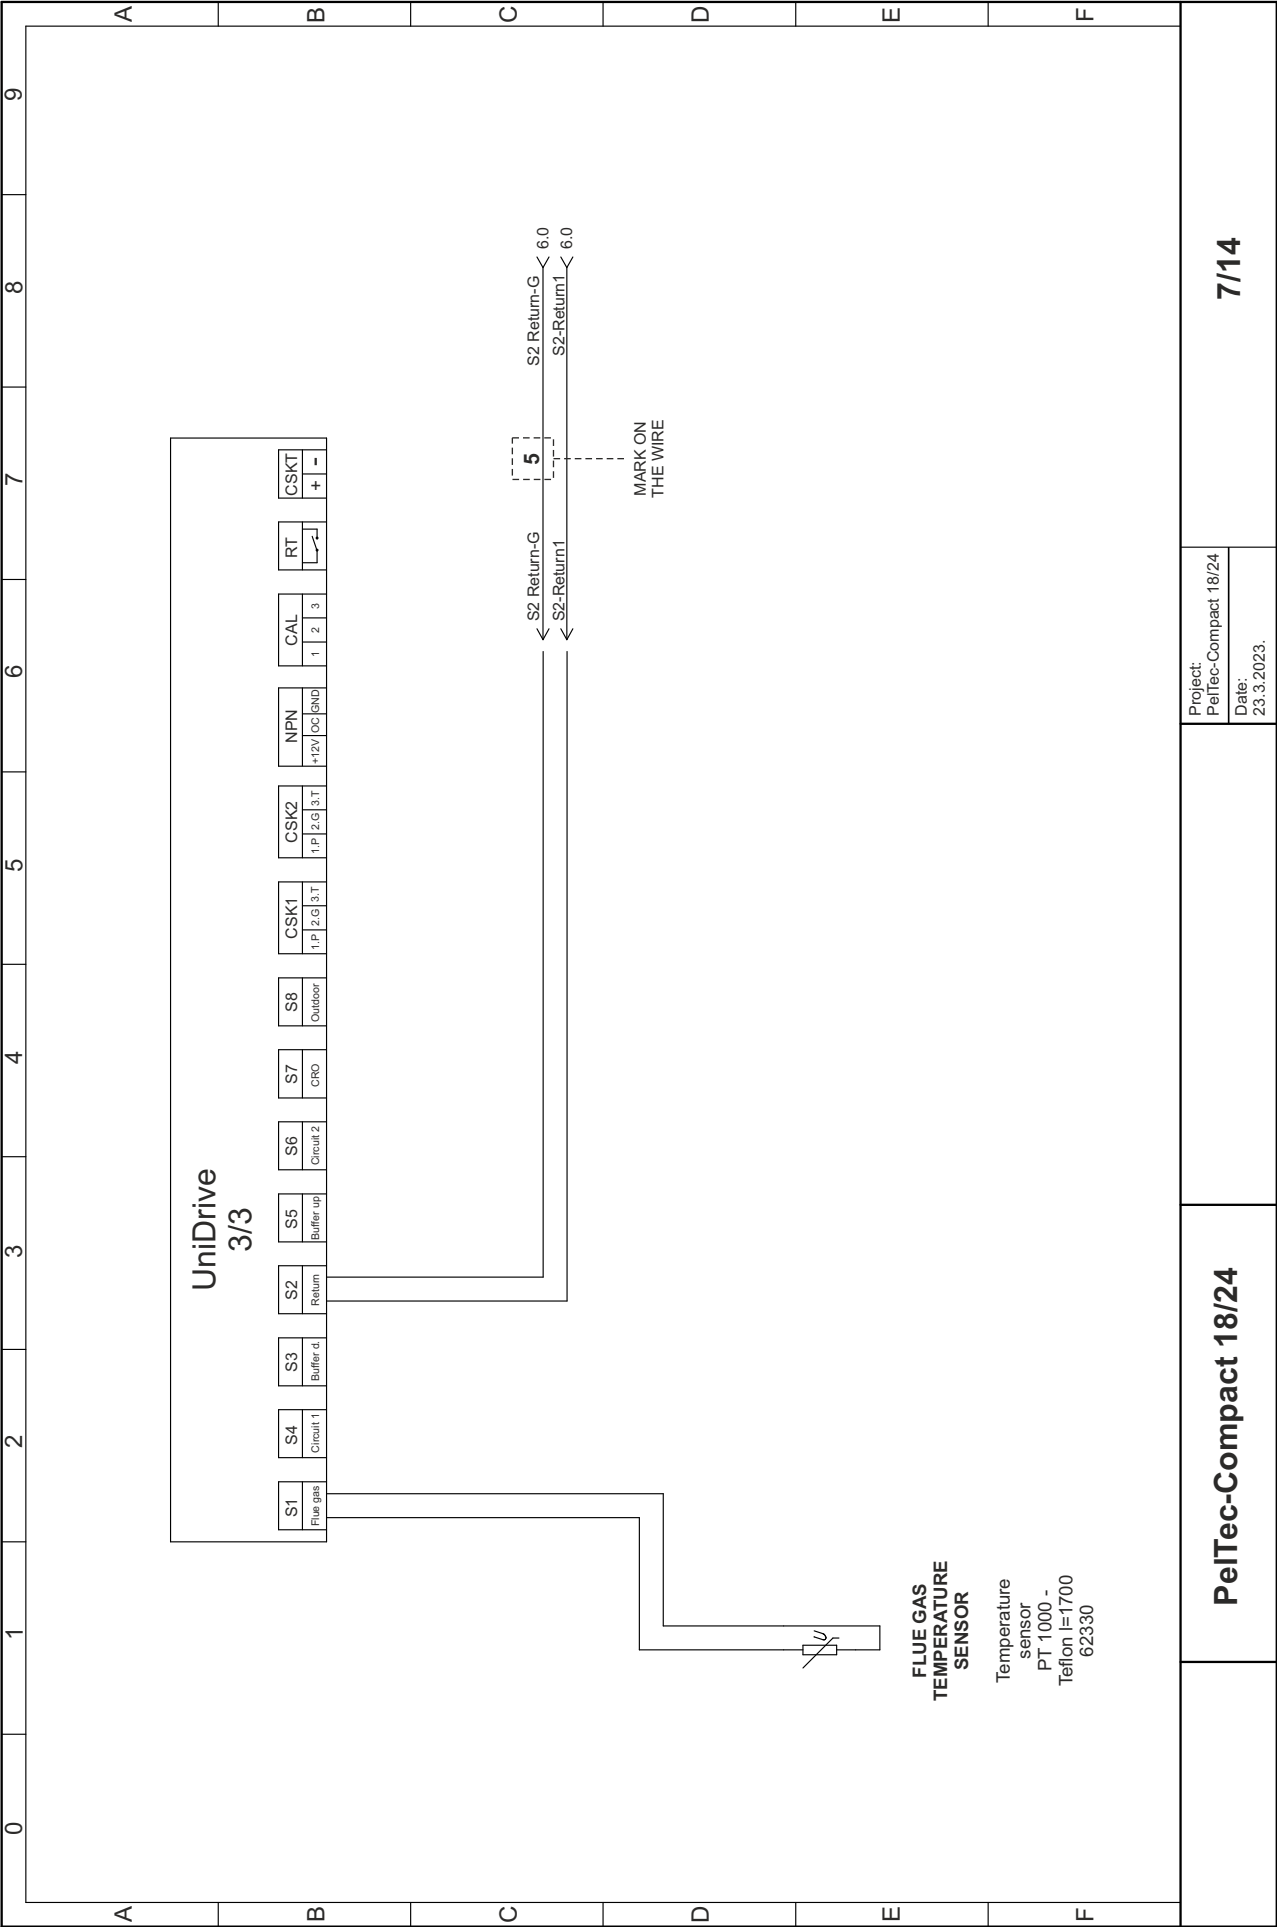 0 1 2 3 4 5 6 7 8 9
A
B
C
D
E
F
A
B
C
D
E
F
UniDrive
3/3
S1
Flue gas
S4
Circuit 1
S3
Buffer d.
S2
Return
S5
Buffer up
S6
Circuit 2
S7
CRO
S8
Outdoor
CSK1
1.P 2.G 3.T
CSK2
1.P 2.G 3.T
NPN
+12V OC GND
CAL
1 2 3
RT
CSKT
+ -
S2 Return-G
S2-Return1
5
S2 Return-G
S2-Return1
6.0
6.0
MARK ON
THE WIRE
U
FLUE GAS
TEMPERATURE
SENSOR
Temperature
sensor
PT 1000 -
Teflon l=1700
62330
PelTec-Compact 18/24
Project:
PelTec-Compact 18/24
Date:
23.3.2023.
7/14